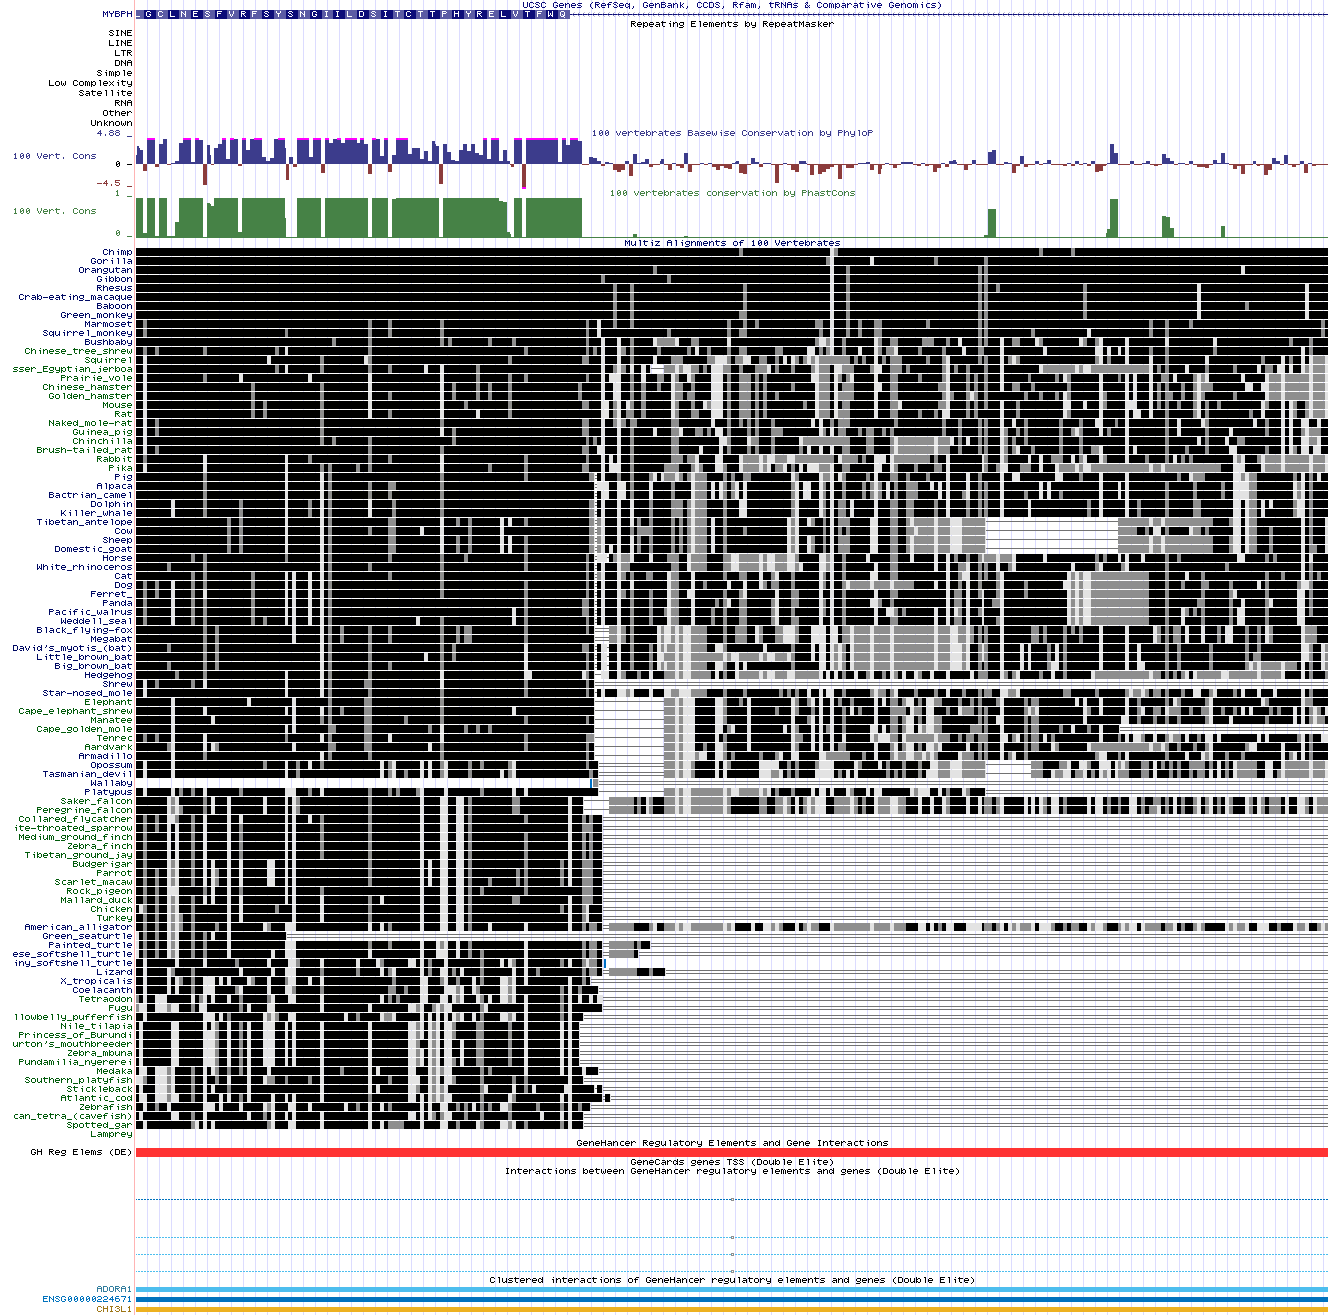 UCSC Genes (RefSeq, GenBank, CCDS, Rfam, tRNAs & Comparative Genomics)
MYBPH L G C L N E S F V R F S Y S N G I I L D S I T C T T P H Y R E L V T F W Q
Repeating Elements by RepeatMasker
SINE
LINE
LTR
DNA
Simple
Low Complexity
Satellite
RNA
Other
Unknown
4.88 _ 100 vertebrates Basewise Conservation by PhyloP
100 Vert. Cons 0 _
-4.5 _
1 _ 100 vertebrates conservation by PhastCons
100 Vert. Cons
0 _
Multiz Alignments of 100 Vertebrates
Chimp
Gorilla
Orangutan
Gibbon
Rhesus
Crab-eating_macaque
Baboon
Green_monkey
Marmoset
Squirrel_monkey
Bushbaby
Chinese_tree_shrew
Squirrel
sser_Egyptian_jerboa
Prairie_vole
Chinese_hamster
Golden_hamster
Mouse
Rat
Naked_mole-rat
Guinea_pig
Chinchilla
Brush-tailed_rat
Rabbit
Pika
Pig
Alpaca
Bactrian_camel
Dolphin
Killer_whale
Tibetan_antelope
Cow
Sheep
Domestic_goat
Horse
White_rhinoceros
Cat
Dog
Ferret_
Panda
Pacific_walrus
Weddell_seal
Black_flying-fox
Megabat
David's_myotis_(bat)
Little_brown_bat
Big_brown_bat
Hedgehog
Shrew
Star-nosed_mole
Elephant
Cape_elephant_shrew
Manatee
Cape_golden_mole
Tenrec
Aardvark
Armadillo
Opossum
Tasmanian_devil
Wallaby
Platypus
Saker_falcon
Peregrine_falcon
Collared_flycatcher
ite-throated_sparrow
Medium_ground_finch
Zebra_finch
Tibetan_ground_jay
Budgerigar
Parrot
Scarlet_macaw
Rock_pigeon
Mallard_duck
Chicken
Turkey
American_alligator
Green_seaturtle
Painted_turtle
ese_softshell_turtle
iny_softshell_turtle
Lizard
X_tropicalis
Coelacanth
Tetraodon
Fugu
llowbelly_pufferfish
Nile_tilapia
Princess_of_Burundi
urton's_mouthbreeder
Zebra_mbuna
Pundamilia_nyererei
Medaka
Southern_platyfish
Stickleback
Atlantic_cod
Zebrafish
can_tetra_(cavefish)
Spotted_gar
Lamprey
GeneHancer Regulatory Elements and Gene Interactions
GH Reg Elems (DE)
GeneCards genes TSS (Double Elite)
Interactions between GeneHancer regulatory elements and genes (Double Elite)
Clustered interactions of GeneHancer regulatory elements and genes (Double Elite)
ADORA1
ENSG00000224671
CHI3L1